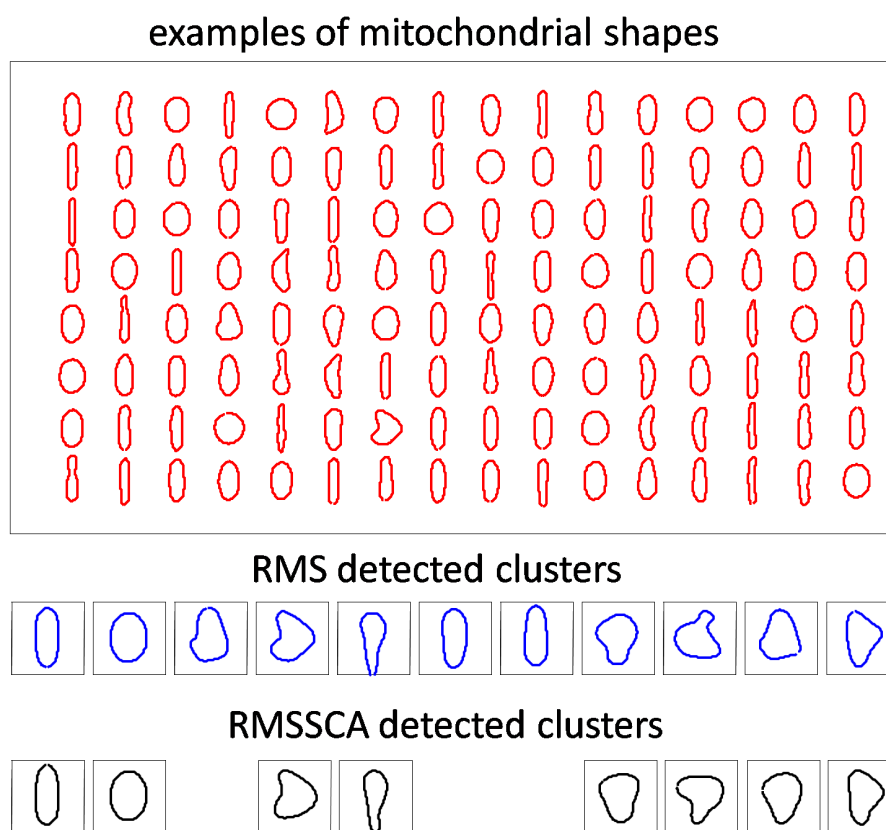 examples of mitochondrial shapes
RMS detected clusters
RMSSCA detected clusters